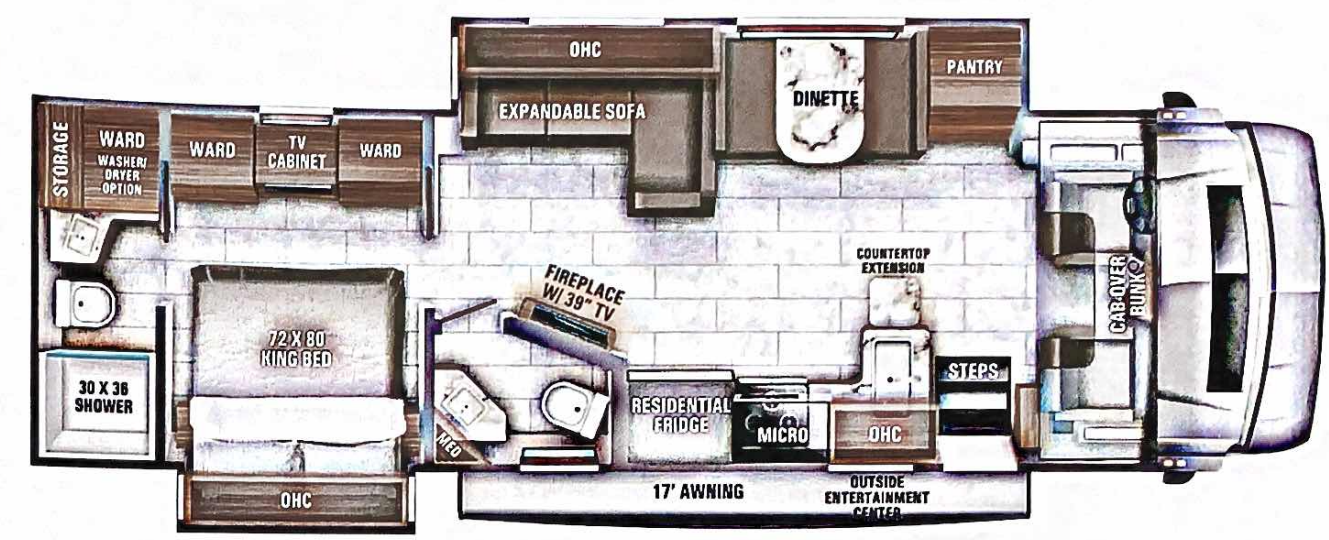 OHC
EXPANDABLE SOFA
DINETTE
PANTRY
STORAGE
WARD
WASHER/
DRYER
OPTION
WARD
TV
CABINET
WARD
COUNTERTOP
EXTENSION
FIREPLACE
W/ 39" TV
CAB-OVER
BUNK
72 X 80
KING BED
30 X 36
SHOWER
STEPS
RESIDENTIAL
FRIDGE
MICRO
OHC
MED
OHC
17' AWNING
OUTSIDE
ENTERTAINMENT
CENTER